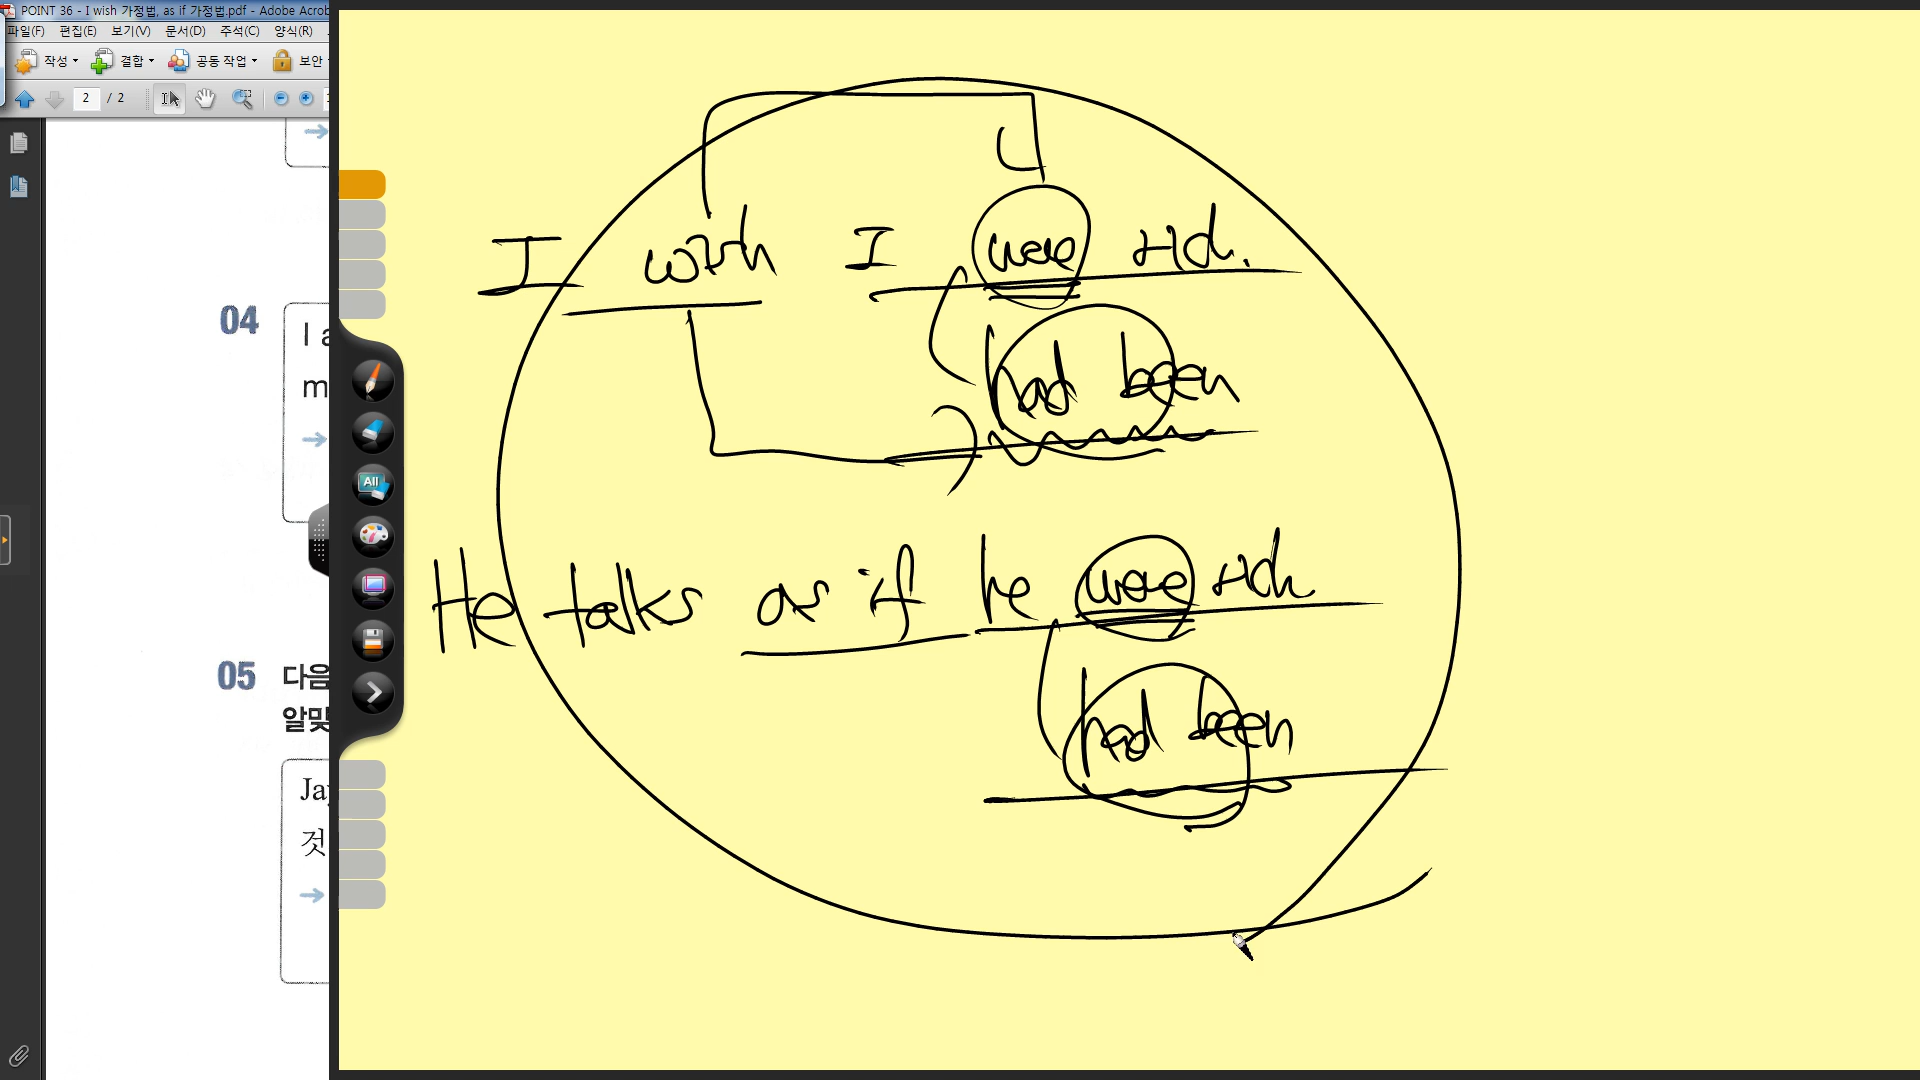 POINT 36 - I wish 가정법, as if 가정법.pdf - Adobe Acrob
파일(F) 편집(E) 보기(V) 문서(D) 주석(C) 양식(R)
작성 결합 공동 작업 보안
2 / 2
All
I wish I were rich.
had been
He talks as if he were rich
had been
04
I a
m
05 다음
알맞
Jay
것